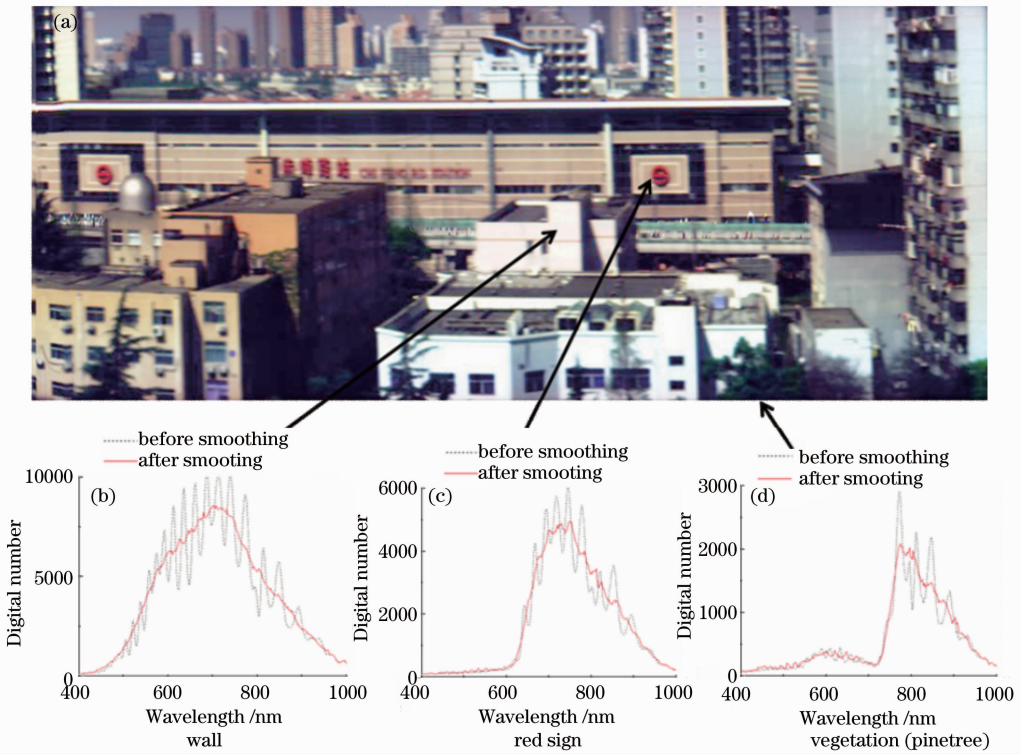 (a)
before smoothing
after smooting
before smoothing
after smooting
before smoothing
after smooting
(b)
(c)
(d)
10000
5000
0
Digital number
400
600
800
1000
Wavelength /nm
wall
6000
4000
2000
0
Digital number
400
600
800
1000
Wavelength /nm
red sign
3000
2000
1000
0
Digital number
400
600
800
1000
Wavelength /nm
vegetation (pinetree)